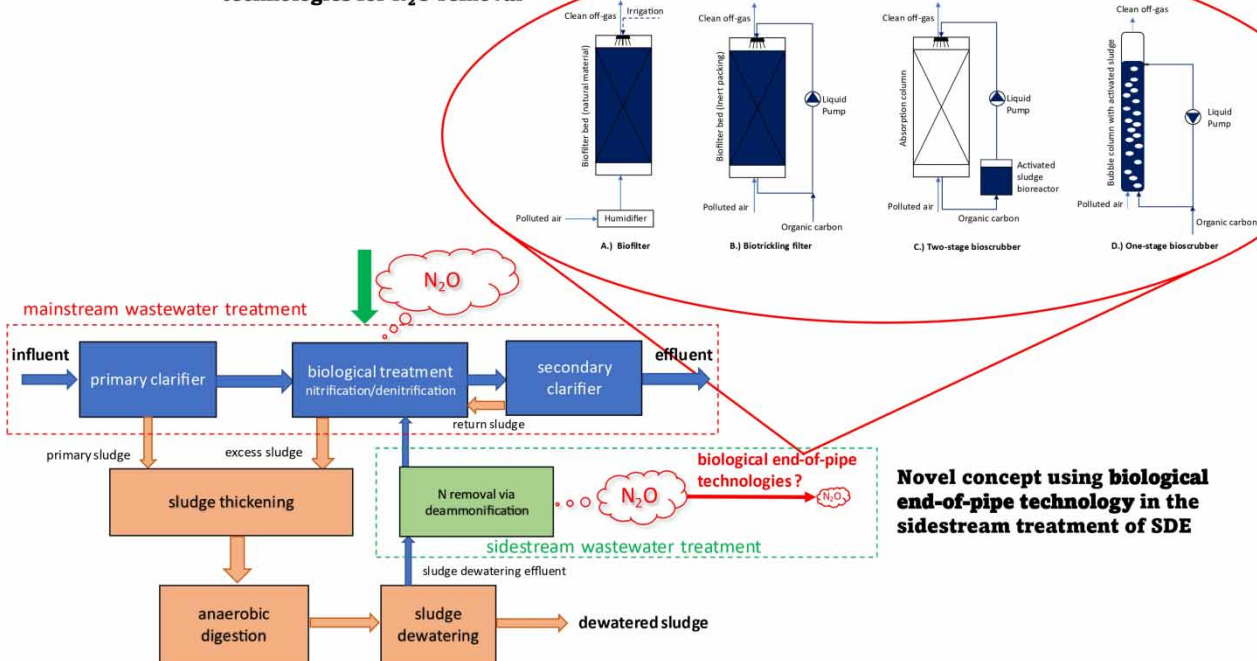 technologies for N₂O removal
Clean off-gas
Irrigation
Biofilter bed (natural material)
Polluted air
Humidifier
A.) Biofilter
Clean off-gas
Biofilter bed (Inert packing)
Liquid
Pump
Polluted air
Organic carbon
B.) Biotrickling filter
Clean off-gas
Absorption column
Liquid
Pump
Activated
sludge
bioreactor
Polluted air
Organic carbon
C.) Two-stage bioscrubber
Clean off-gas
Bubble column with activated sludge
Liquid
Pump
Polluted air
Organic carbon
D.) One-stage bioscrubber
N₂O
mainstream wastewater treatment
influent
primary clarifier
biological treatment
nitrification/denitrification
secondary
clarifier
effluent
return sludge
primary sludge
excess sludge
sludge thickening
N removal via
deammonification
N₂O
biological end-of-pipe
technologies ?
N₂O
sidestream wastewater treatment
Novel concept using biological
end-of-pipe technology in the
sidestream treatment of SDE
sludge dewatering effluent
anaerobic
digestion
sludge
dewatering
dewatered sludge